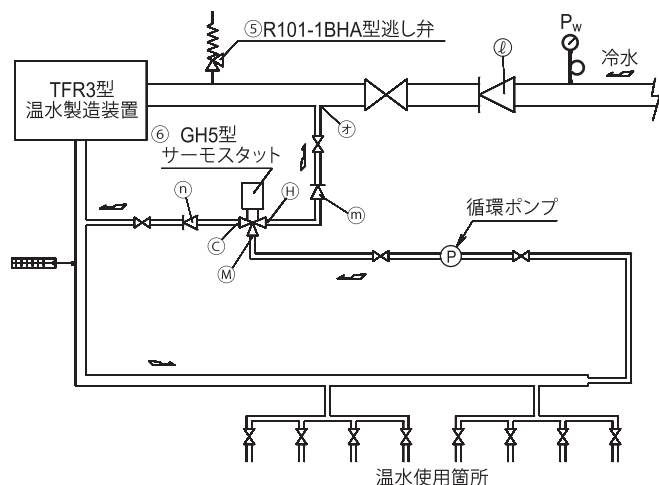 ⑤R101-1BHA型逃し弁
Pw
ℓ
冷水
TFR3型
温水製造装置
オ
⑥ GH5型
サーモスタット
n
H
m
C
M
循環ポンプ
P
温水使用箇所